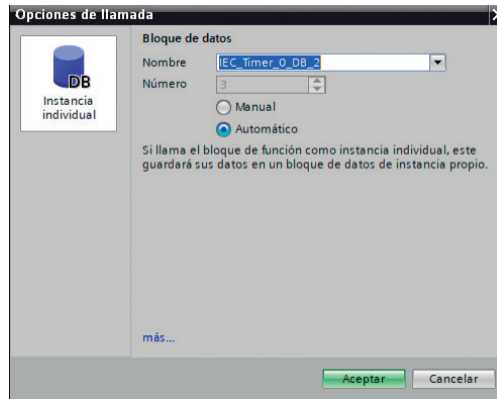 Opciones de llamada
DB
Instancia
individual
Bloque de datos
Nombre IEC_Timer_0_DB_2
Número 3
Manual
Automático
Si llama el bloque de función como instancia individual, este
guardará sus datos en un bloque de datos de instancia propio.
más...
Aceptar Cancelar